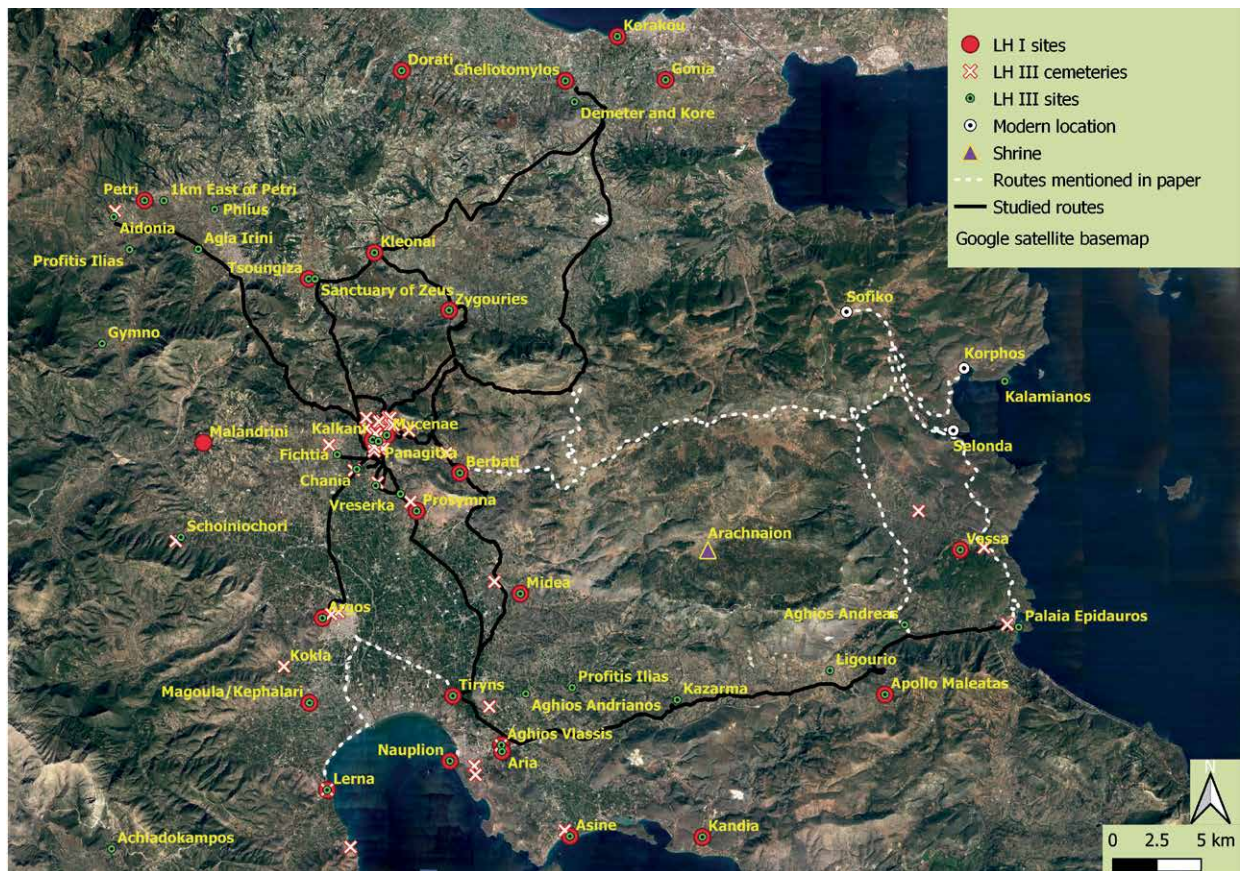 Korakou
LH I sites
Dorati
Cheliotomylos
Gonia
LH III cemeteries
LH III sites
Demeter and Kore
Modern location
Shrine
Routes mentioned in paper
Studied routes
Google satellite basemap
Petri
1km East of Petri
Phlius
Aidonia
Agia Irini
Kleonai
Profitis Ilias
Tsoungiza
Sanctuary of Zeus
Zygouries
Sofiko
Gymno
Korphos
Kalamianos
Malandrini
Kalkani
Mycenae
Fichtia
Panagitsa
Selonda
Chania
Berbati
Vreserka
Prosymna
Schoiniochori
Arachnaion
Vassa
Midea
Argos
Aghios Andreas
Palaia Epidauros
Kokla
Ligourio
Magoula/Kephalari
Tiryns
Profitis Ilias
Kazarma
Apollo Maleatas
Aghios Andrianos
Aghios Vlassis
Nauplion
Aria
Lerna
N
Asine
Kandia
Achladokampos
0 2.5 5 km